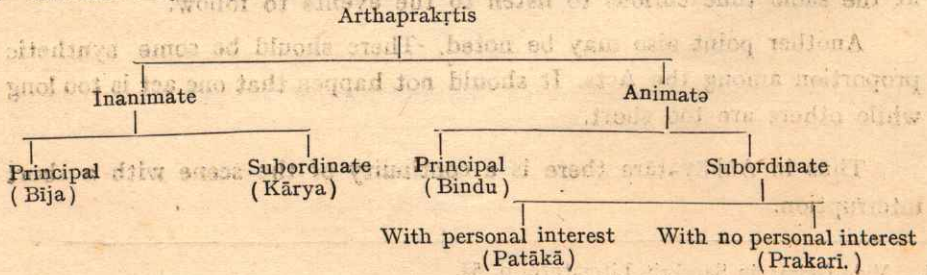 Arthaprakṛtis
Inanimate Animate
Principal Subordinate Principal Subordinate
(Bīja) (Kārya) (Bindu)
With personal interest With no personal interest
(Patākā) (Prakarī.)